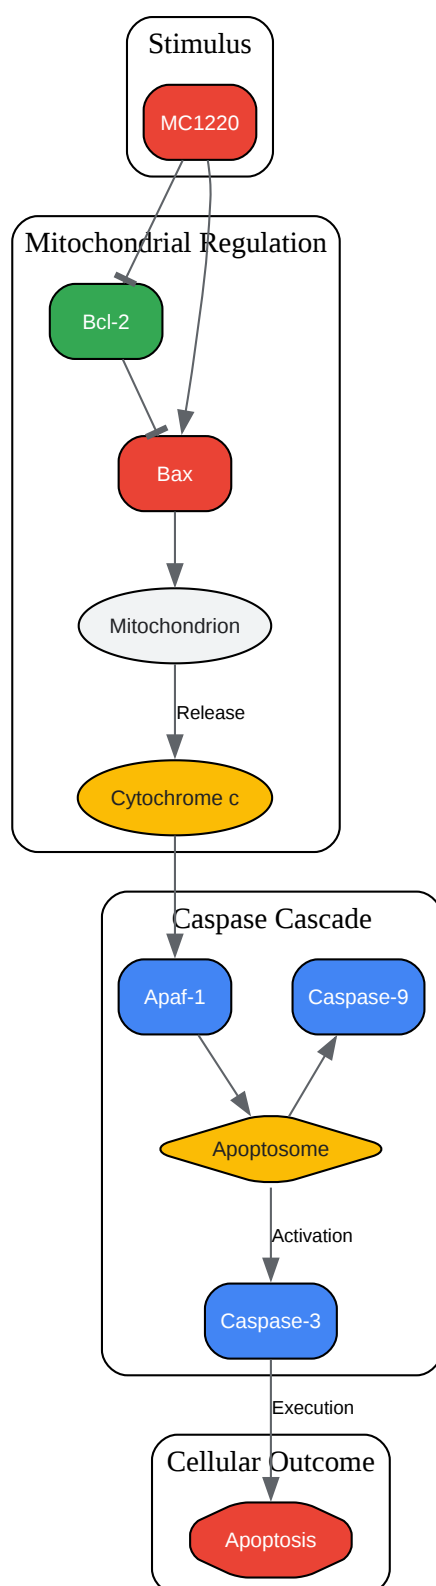 Stimulus
MC1220
Mitochondrial Regulation
Bcl-2
Bax
Mitochondrion
Release
Cytochrome c
Caspase Cascade
Apaf-1
Caspase-9
Apoptosome
Activation
Caspase-3
Execution
Cellular Outcome
Apoptosis